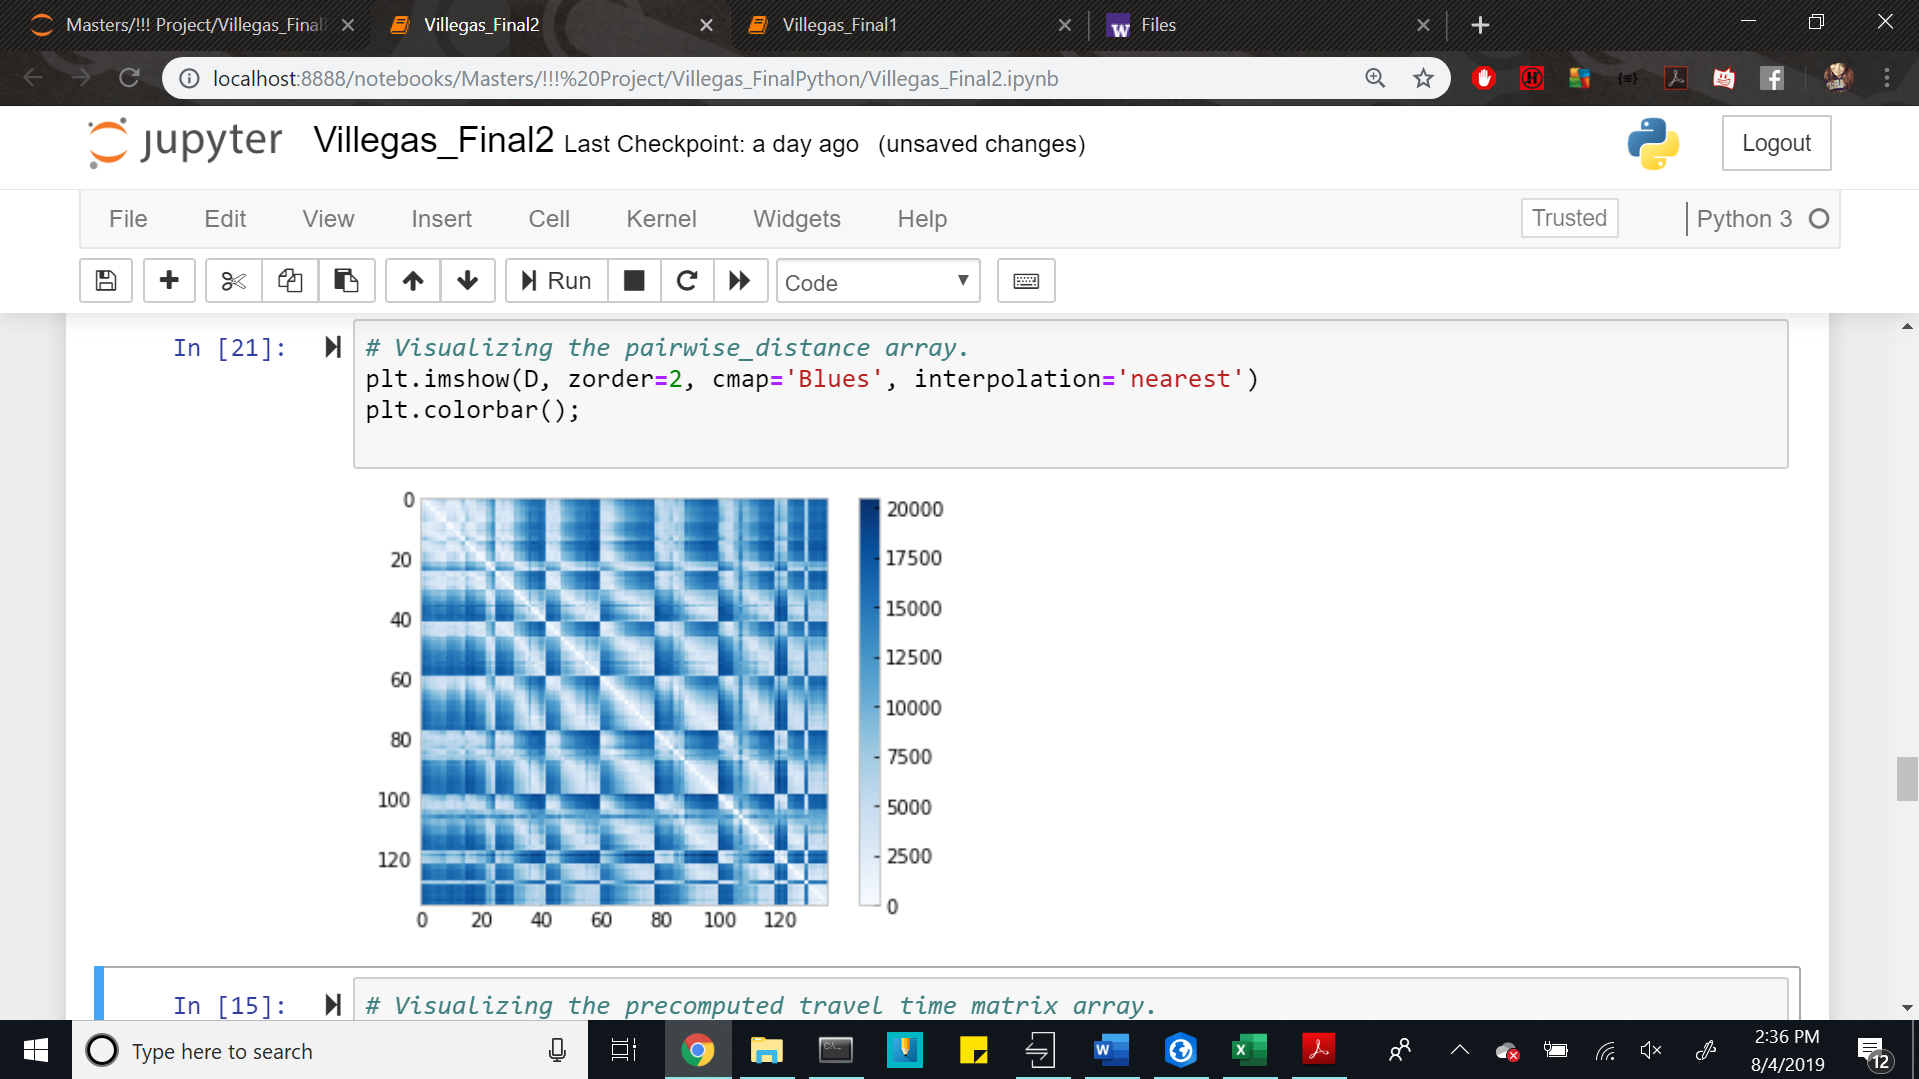 Masters/!!! Project/Villegas_Final
Villegas_Final2
Villegas_Final1
Files
localhost:8888/notebooks/Masters/!!!%20Project/Villegas_FinalPython/Villegas_Final2.ipynb
jupyter Villegas_Final2 Last Checkpoint: a day ago (unsaved changes)
Logout
File Edit View Insert Cell Kernel Widgets Help
Trusted
Python 3
Run
Code
In [21]:
# Visualizing the pairwise_distance array.
plt.imshow(D, zorder=2, cmap='Blues', interpolation='nearest')
plt.colorbar();
0
20
40
60
80
100
120
0 20 40 60 80 100 120
20000
17500
15000
12500
10000
7500
5000
2500
0
In [15]:
# Visualizing the precomputed travel time matrix array.
Type here to search
2:36 PM
8/4/2019
12